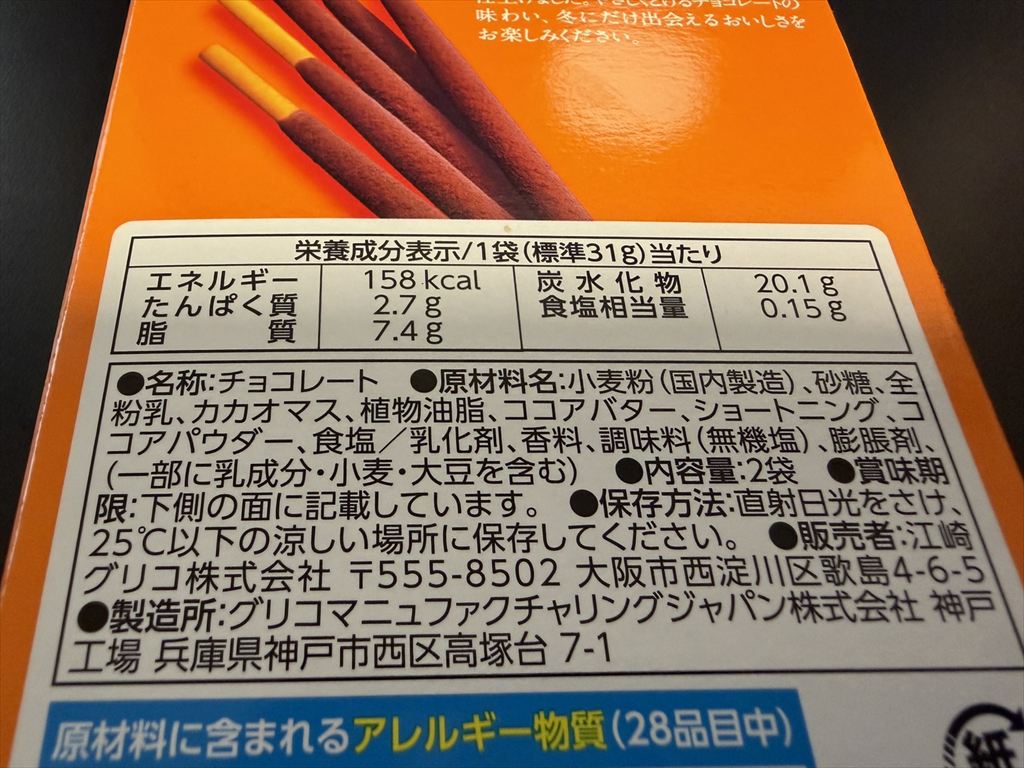 味わい、冬にだけ出会えるおいしさを
お楽しみください。
栄養成分表示/1袋(標準31g)当たり
エネルギー 158kcal 炭水化物 20.1g
たんぱく質 2.7g 食塩相当量 0.15g
脂質 7.4g
●名称:チョコレート ●原材料名:小麦粉(国内製造)、砂糖、全
粉乳、カカオマス、植物油脂、ココアバター、ショートニング、コ
コアパウダー、食塩/乳化剤、香料、調味料(無機塩)、膨脹剤、
(一部に乳成分・小麦・大豆を含む) ●内容量:2袋 ●賞味期
限:下側の面に記載しています。 ●保存方法:直射日光をさけ、
25℃以下の涼しい場所に保存してください。 ●販売者:江崎
グリコ株式会社 〒555-8502 大阪市西淀川区歌島4-6-5
●製造所:グリコマニュファクチャリングジャパン株式会社 神戸
工場 兵庫県神戸市西区高塚台 7-1
原材料に含まれるアレルギー物質(28品目中)
紙